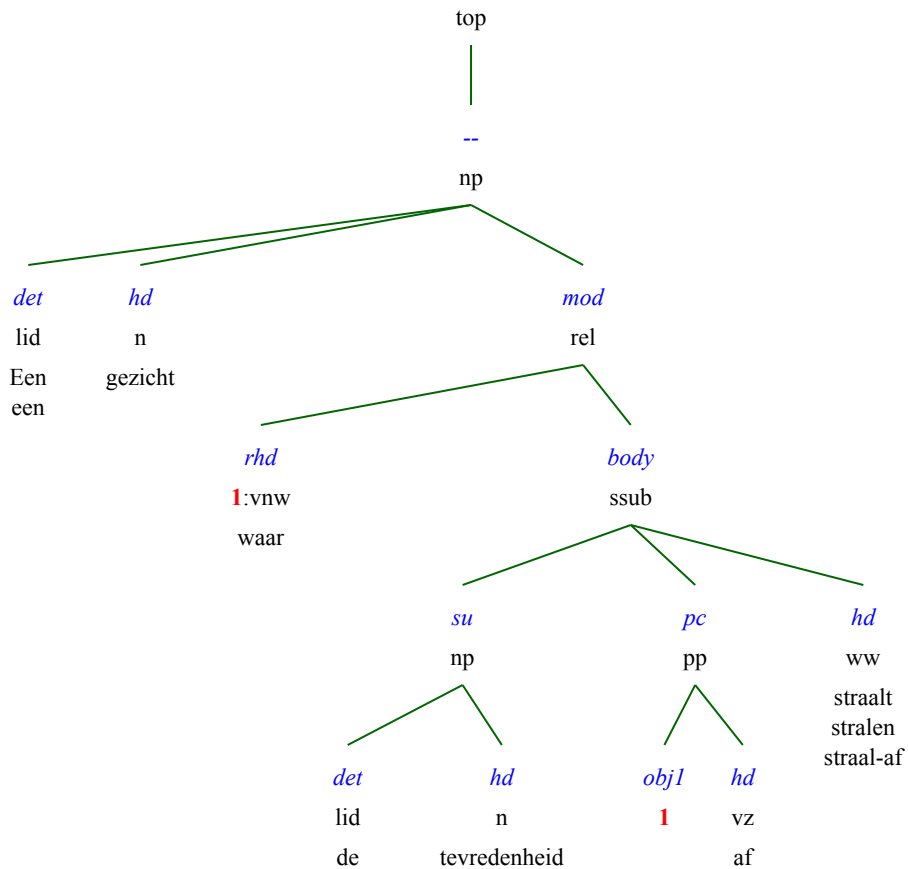 top
--
np
det hd mod
lid n rel
Een gezicht
een
rhd body
1:vnw ssub
waar
su pc hd
np pp ww
straalt
stralen
straal-af
det hd obj1 hd
lid n 1 vz
de tevredenheid af